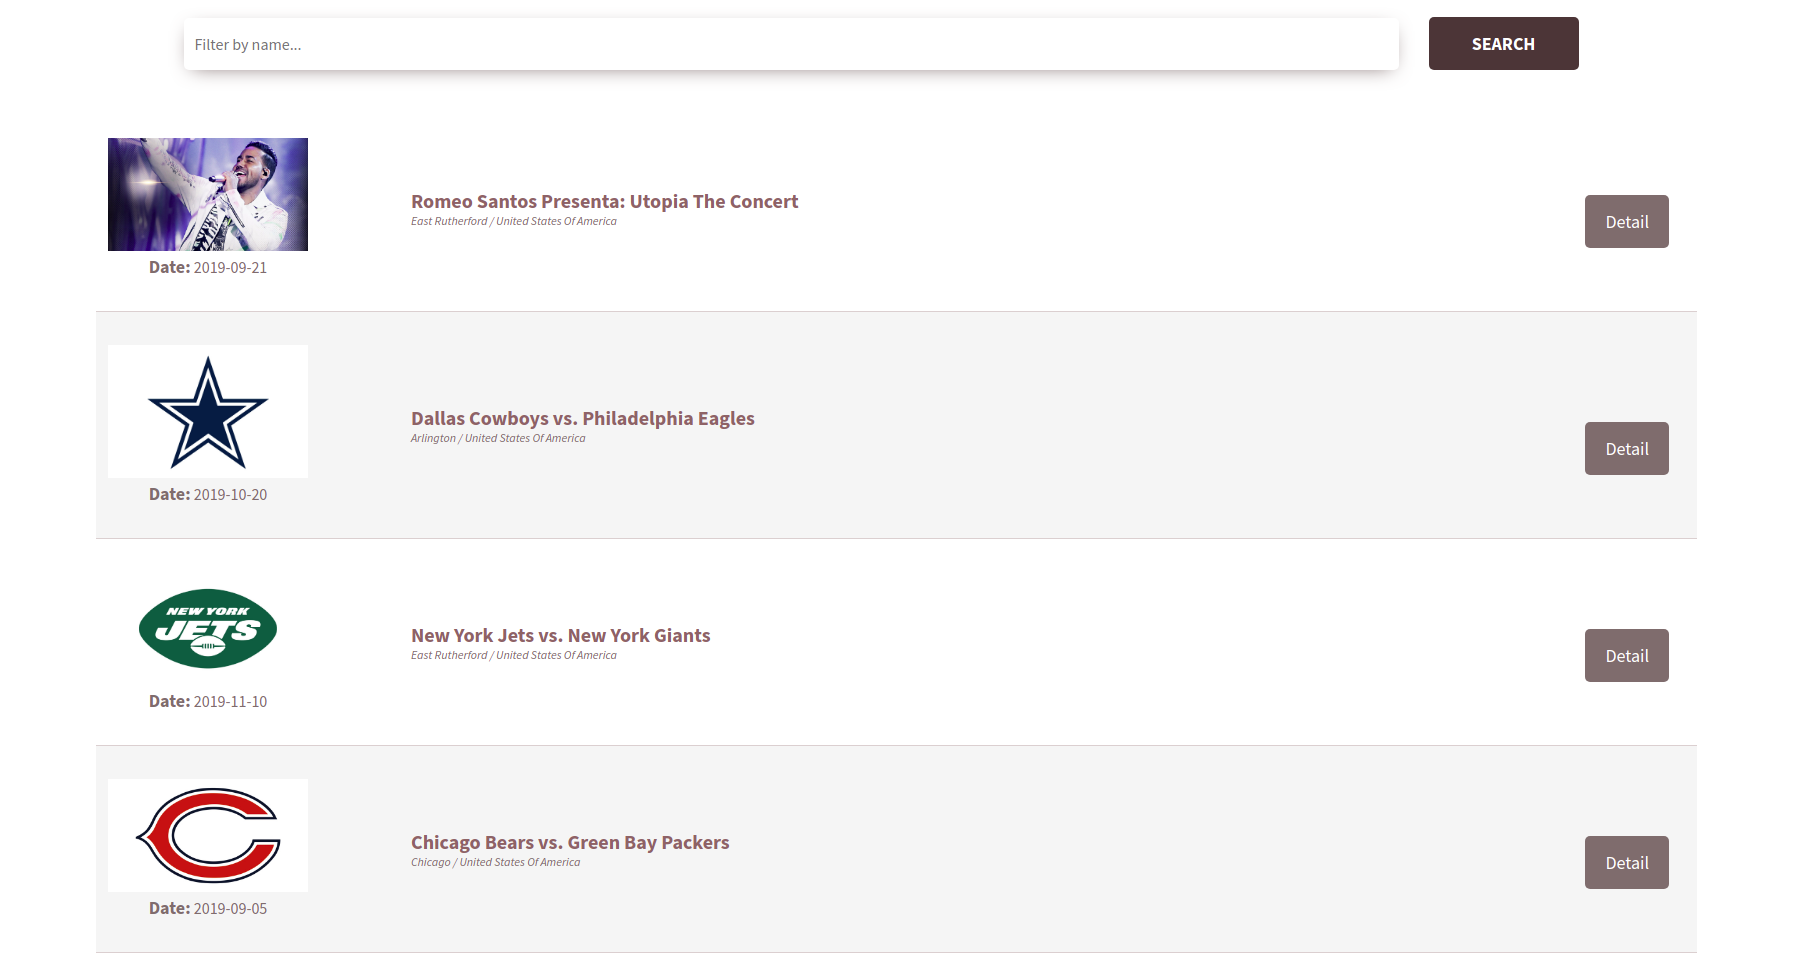 Filter by name...
SEARCH
Romeo Santos Presenta: Utopia The Concert
East Rutherford / United States Of America
Detail
Date: 2019-09-21
Dallas Cowboys vs. Philadelphia Eagles
Arlington / United States Of America
Detail
Date: 2019-10-20
NEW YORK
JETS
New York Jets vs. New York Giants
East Rutherford / United States Of America
Detail
Date: 2019-11-10
Chicago Bears vs. Green Bay Packers
Chicago / United States Of America
Detail
Date: 2019-09-05